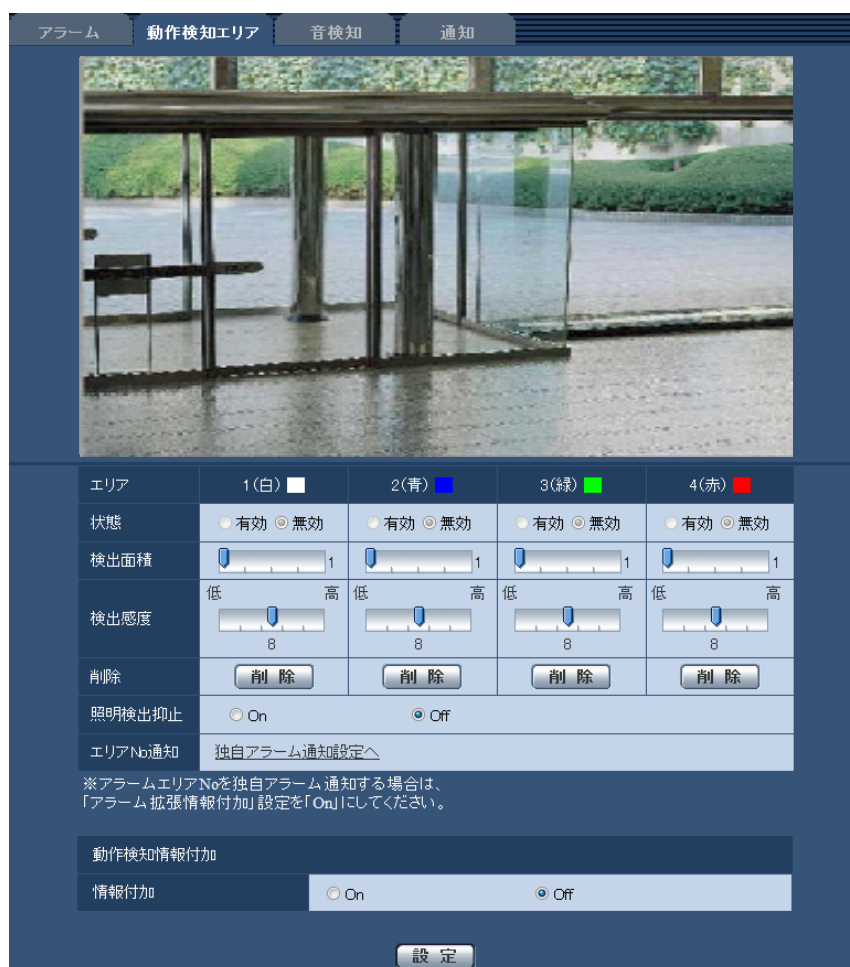 アラーム 動作検知エリア 音検知 通知
エリア 1(白) 2(青) 3(緑) 4(赤)
状態 有効 無効 有効 無効 有効 無効 有効 無効
検出面積 1 1 1 1
低 高 低 高 低 高 低 高
検出感度
8 8 8 8
削除 削除 削除 削除 削除
照明検出抑止 On Off
エリアNo通知 独自アラーム通知設定へ
※アラームエリアNoを独自アラーム通知する場合は、
「アラーム拡張情報付加」設定を「On」にしてください。
動作検知情報付加
情報付加 On Off
設定